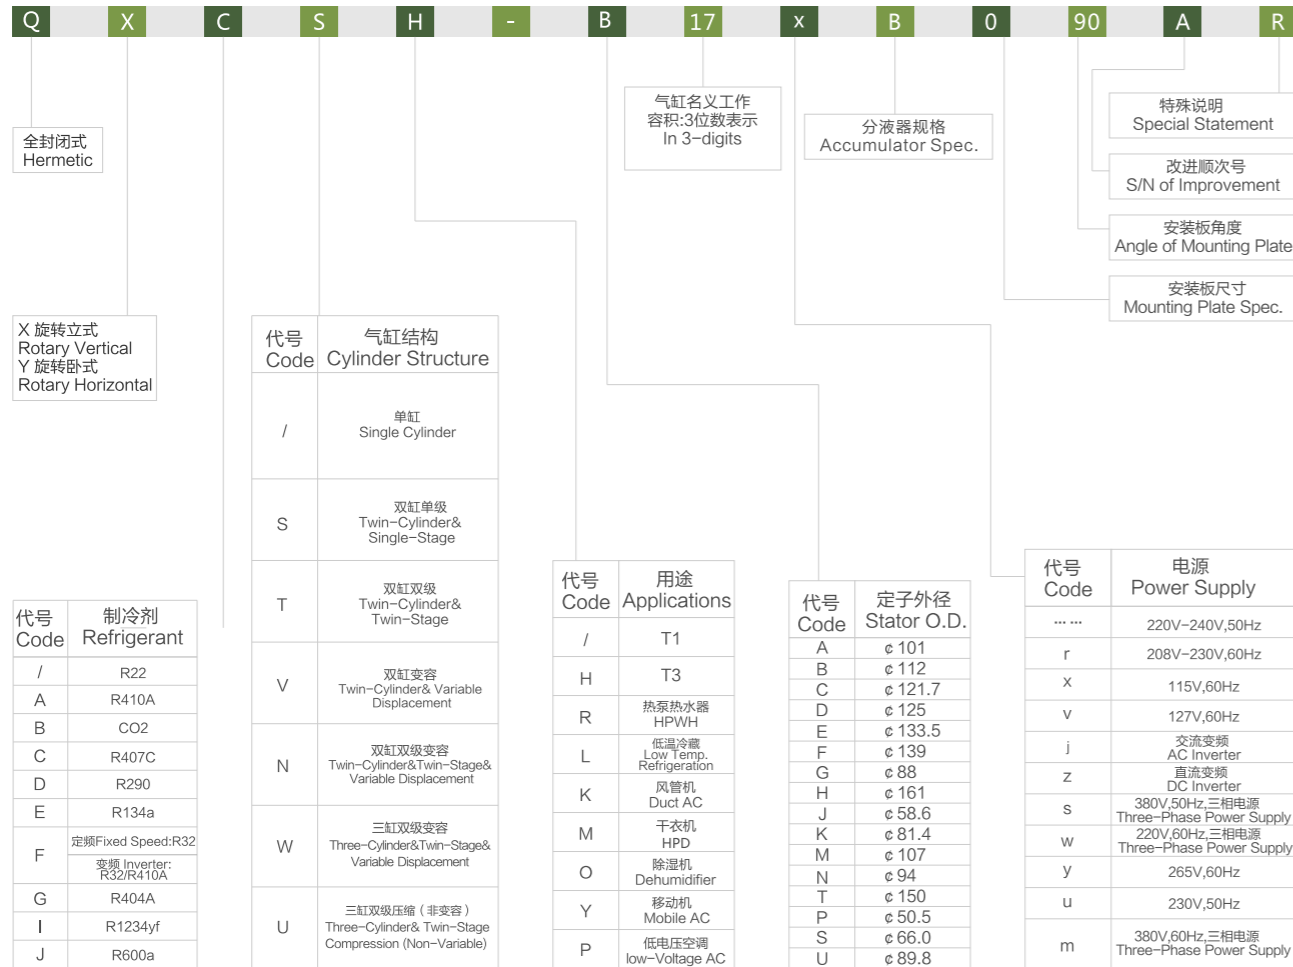 Q X C S H - B 17 x B 0 90 A R
全封闭式
Hermetic
气缸名义工作
容积:3位数表示
In 3-digits
分液器规格
Accumulator Spec.
特殊说明
Special Statement
改进顺次号
S/N of Improvement
安装板角度
Angle of Mounting Plate
安装板尺寸
Mounting Plate Spec.
X 旋转立式
Rotary Vertical
Y 旋转卧式
Rotary Horizontal
代号 制冷剂
Code Refrigerant
/ R22
A R410A
B CO2
C R407C
D R290
E R134a
F 定频Fixed Speed:R32
变频 Inverter:
R32/R410A
G R404A
I R1234yf
J R600a
代号 气缸结构
Code Cylinder Structure
/ 单缸
Single Cylinder
S 双缸单级
Twin-Cylinder&
Single-Stage
T 双缸双级
Twin-Cylinder&
Twin-Stage
V 双缸变容
Twin-Cylinder& Variable
Displacement
N 双缸双级变容
Twin-Cylinder&Twin-Stage&
Variable Displacement
W 三缸双级变容
Three-Cylinder&Twin-Stage&
Variable Displacement
U 三缸双级压缩（非变容）
Three-Cylinder& Twin-Stage
Compression (Non-Variable)
代号 用途
Code Applications
/ T1
H T3
R 热泵热水器
HPWH
L 低温冷藏
Low Temp.
Refrigeration
K 风管机
Duct AC
M 干衣机
HPD
O 除湿机
Dehumidifier
Y 移动机
Mobile AC
P 低电压空调
low-Voltage AC
代号 定子外径
Code Stator O.D.
A ¢101
B ¢112
C ¢121.7
D ¢125
E ¢133.5
F ¢139
G ¢88
H ¢161
J ¢58.6
K ¢81.4
M ¢107
N ¢94
T ¢150
P ¢50.5
S ¢66.0
U ¢89.8
代号 电源
Code Power Supply
…… 220V-240V,50Hz
r 208V-230V,60Hz
x 115V,60Hz
v 127V,60Hz
j 交流变频
AC Inverter
z 直流变频
DC Inverter
s 380V,50Hz,三相电源
Three-Phase Power Supply
w 220V,60Hz,三相电源
Three-Phase Power Supply
y 265V,60Hz
u 230V,50Hz
m 380V,60Hz,三相电源
Three-Phase Power Supply